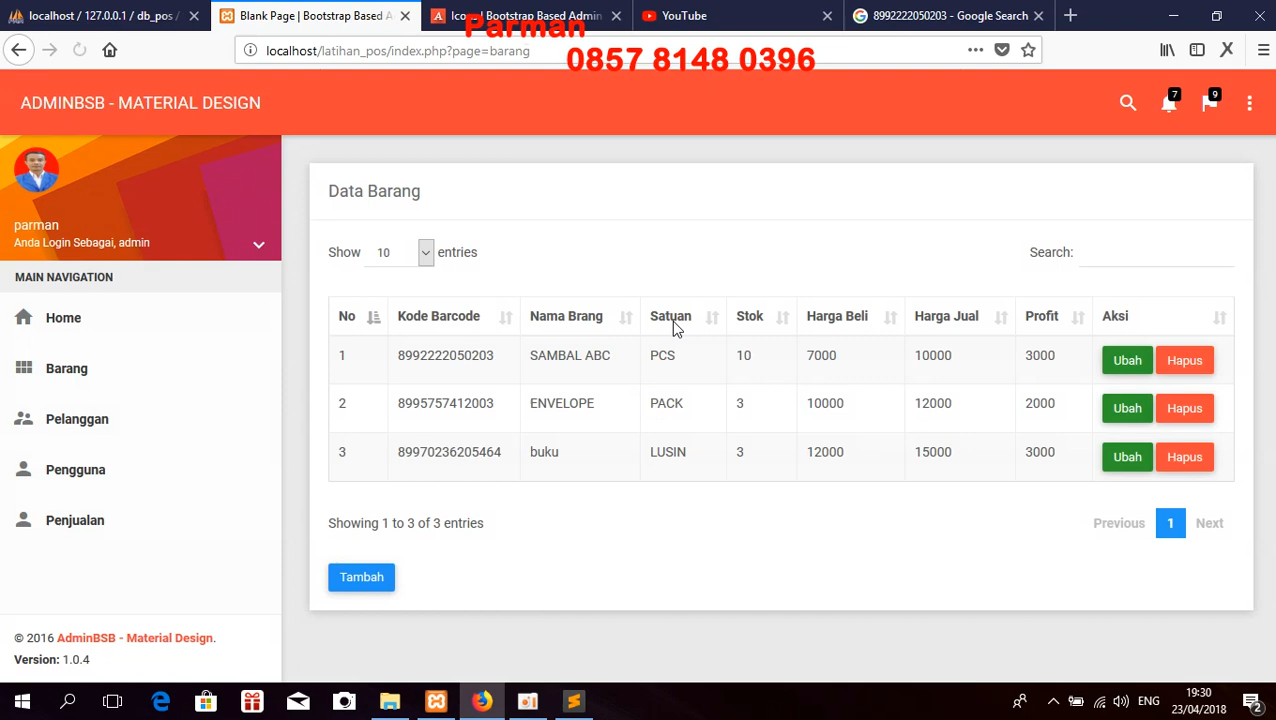 localhost / 127.0.0.1 / db_pos /
Blank Page | Bootstrap Based A
Bootstrap Based Admin
YouTube
8992222050203 - Google Search
Parman
0857 8148 0396
localhost/latihan_pos/index.php?page=barang
ADMINBSB - MATERIAL DESIGN
7
9
parman
Anda Login Sebagai, admin
MAIN NAVIGATION
Home
Barang
Pelanggan
Pengguna
Penjualan
© 2016 AdminBSB - Material Design.
Version: 1.0.4
Data Barang
Show 10 entries
Search:
No Kode Barcode Nama Brang Satuan Stok Harga Beli Harga Jual Profit Aksi
1 8992222050203 SAMBAL ABC PCS 10 7000 10000 3000 Ubah Hapus
2 8995757412003 ENVELOPE PACK 3 10000 12000 2000 Ubah Hapus
3 89970236205464 buku LUSIN 3 12000 15000 3000 Ubah Hapus
Showing 1 to 3 of 3 entries
Previous 1 Next
Tambah
ENG
19:30
23/04/2018
2